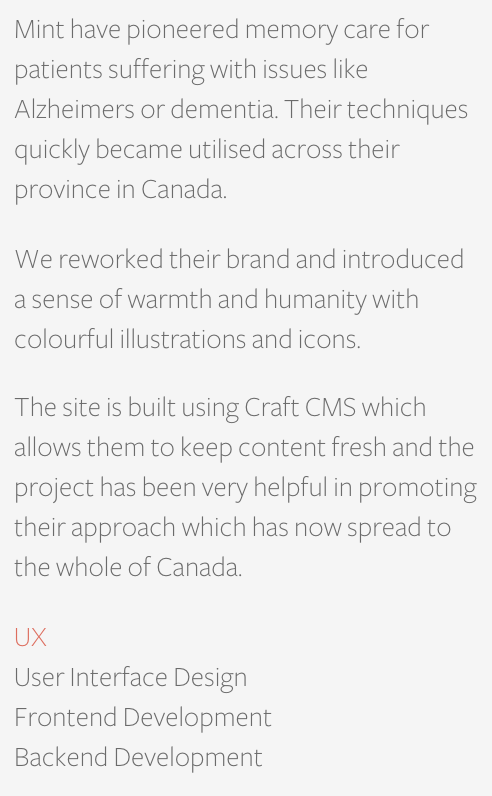 Mint have pioneered memory care for
patients suffering with issues like
Alzheimers or dementia. Their techniques
quickly became utilised across their
province in Canada.
We reworked their brand and introduced
a sense of warmth and humanity with
colourful illustrations and icons.
The site is built using Craft CMS which
allows them to keep content fresh and the
project has been very helpful in promoting
their approach which has now spread to
the whole of Canada.
UX
User Interface Design
Frontend Development
Backend Development